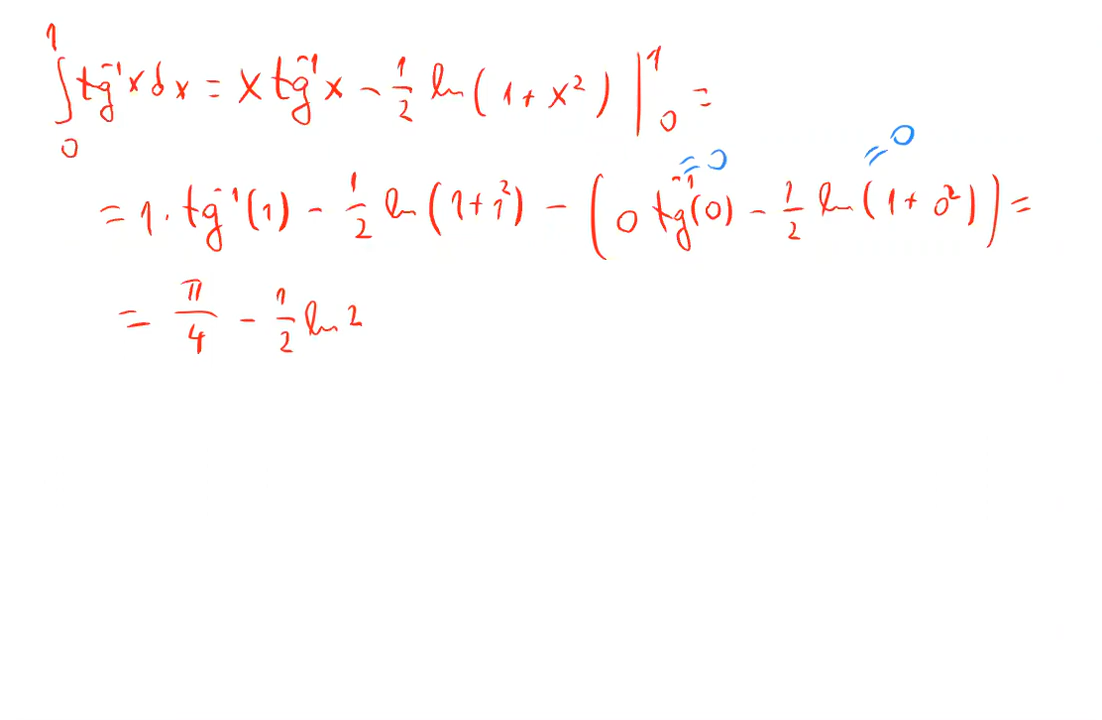 ∫₀¹ tg⁻¹x dx = x tg⁻¹x - 1/2 ln(1+x²) |₀¹ =
=0 =0
= 1·tg⁻¹(1) - 1/2 ln(1+1²) - (0 tg⁻¹(0) - 1/2 ln(1+0²)) =
= π/4 - 1/2 ln 2